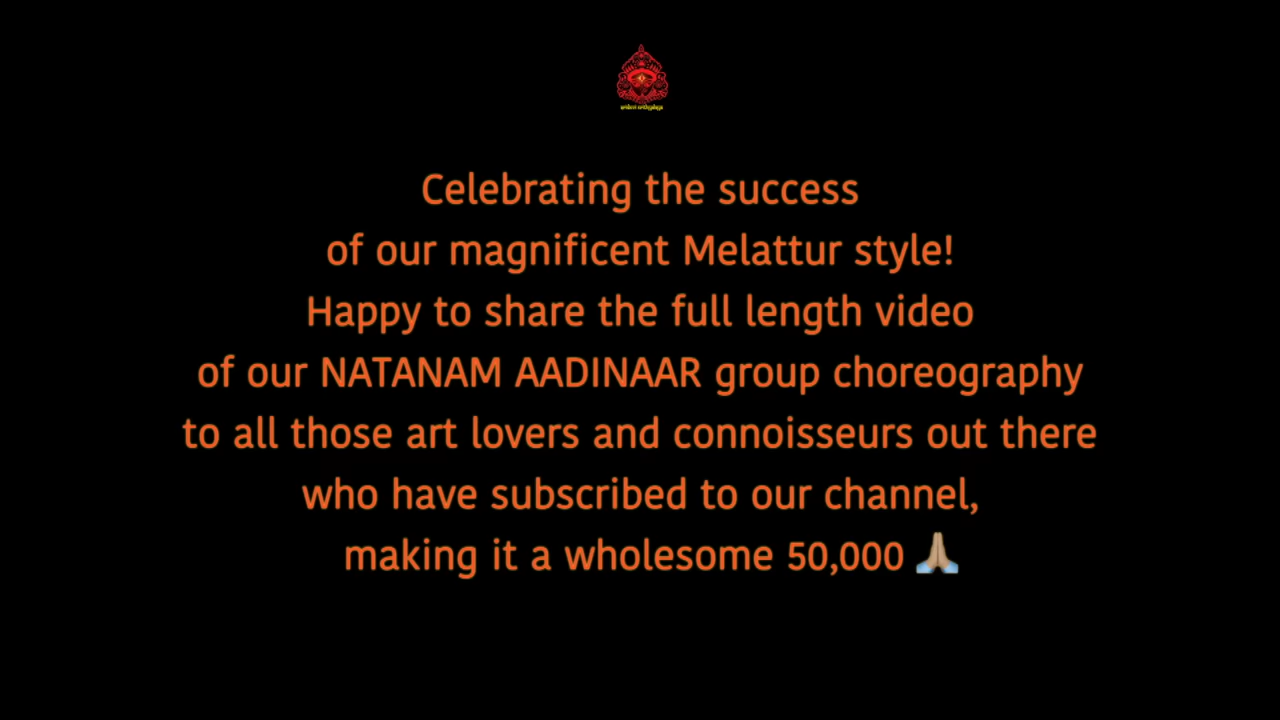 Celebrating the success
of our magnificent Melattur style!
Happy to share the full length video
of our NATANAM AADINAAR group choreography
to all those art lovers and connoisseurs out there
who have subscribed to our channel,
making it a wholesome 50,000 🙏🏼